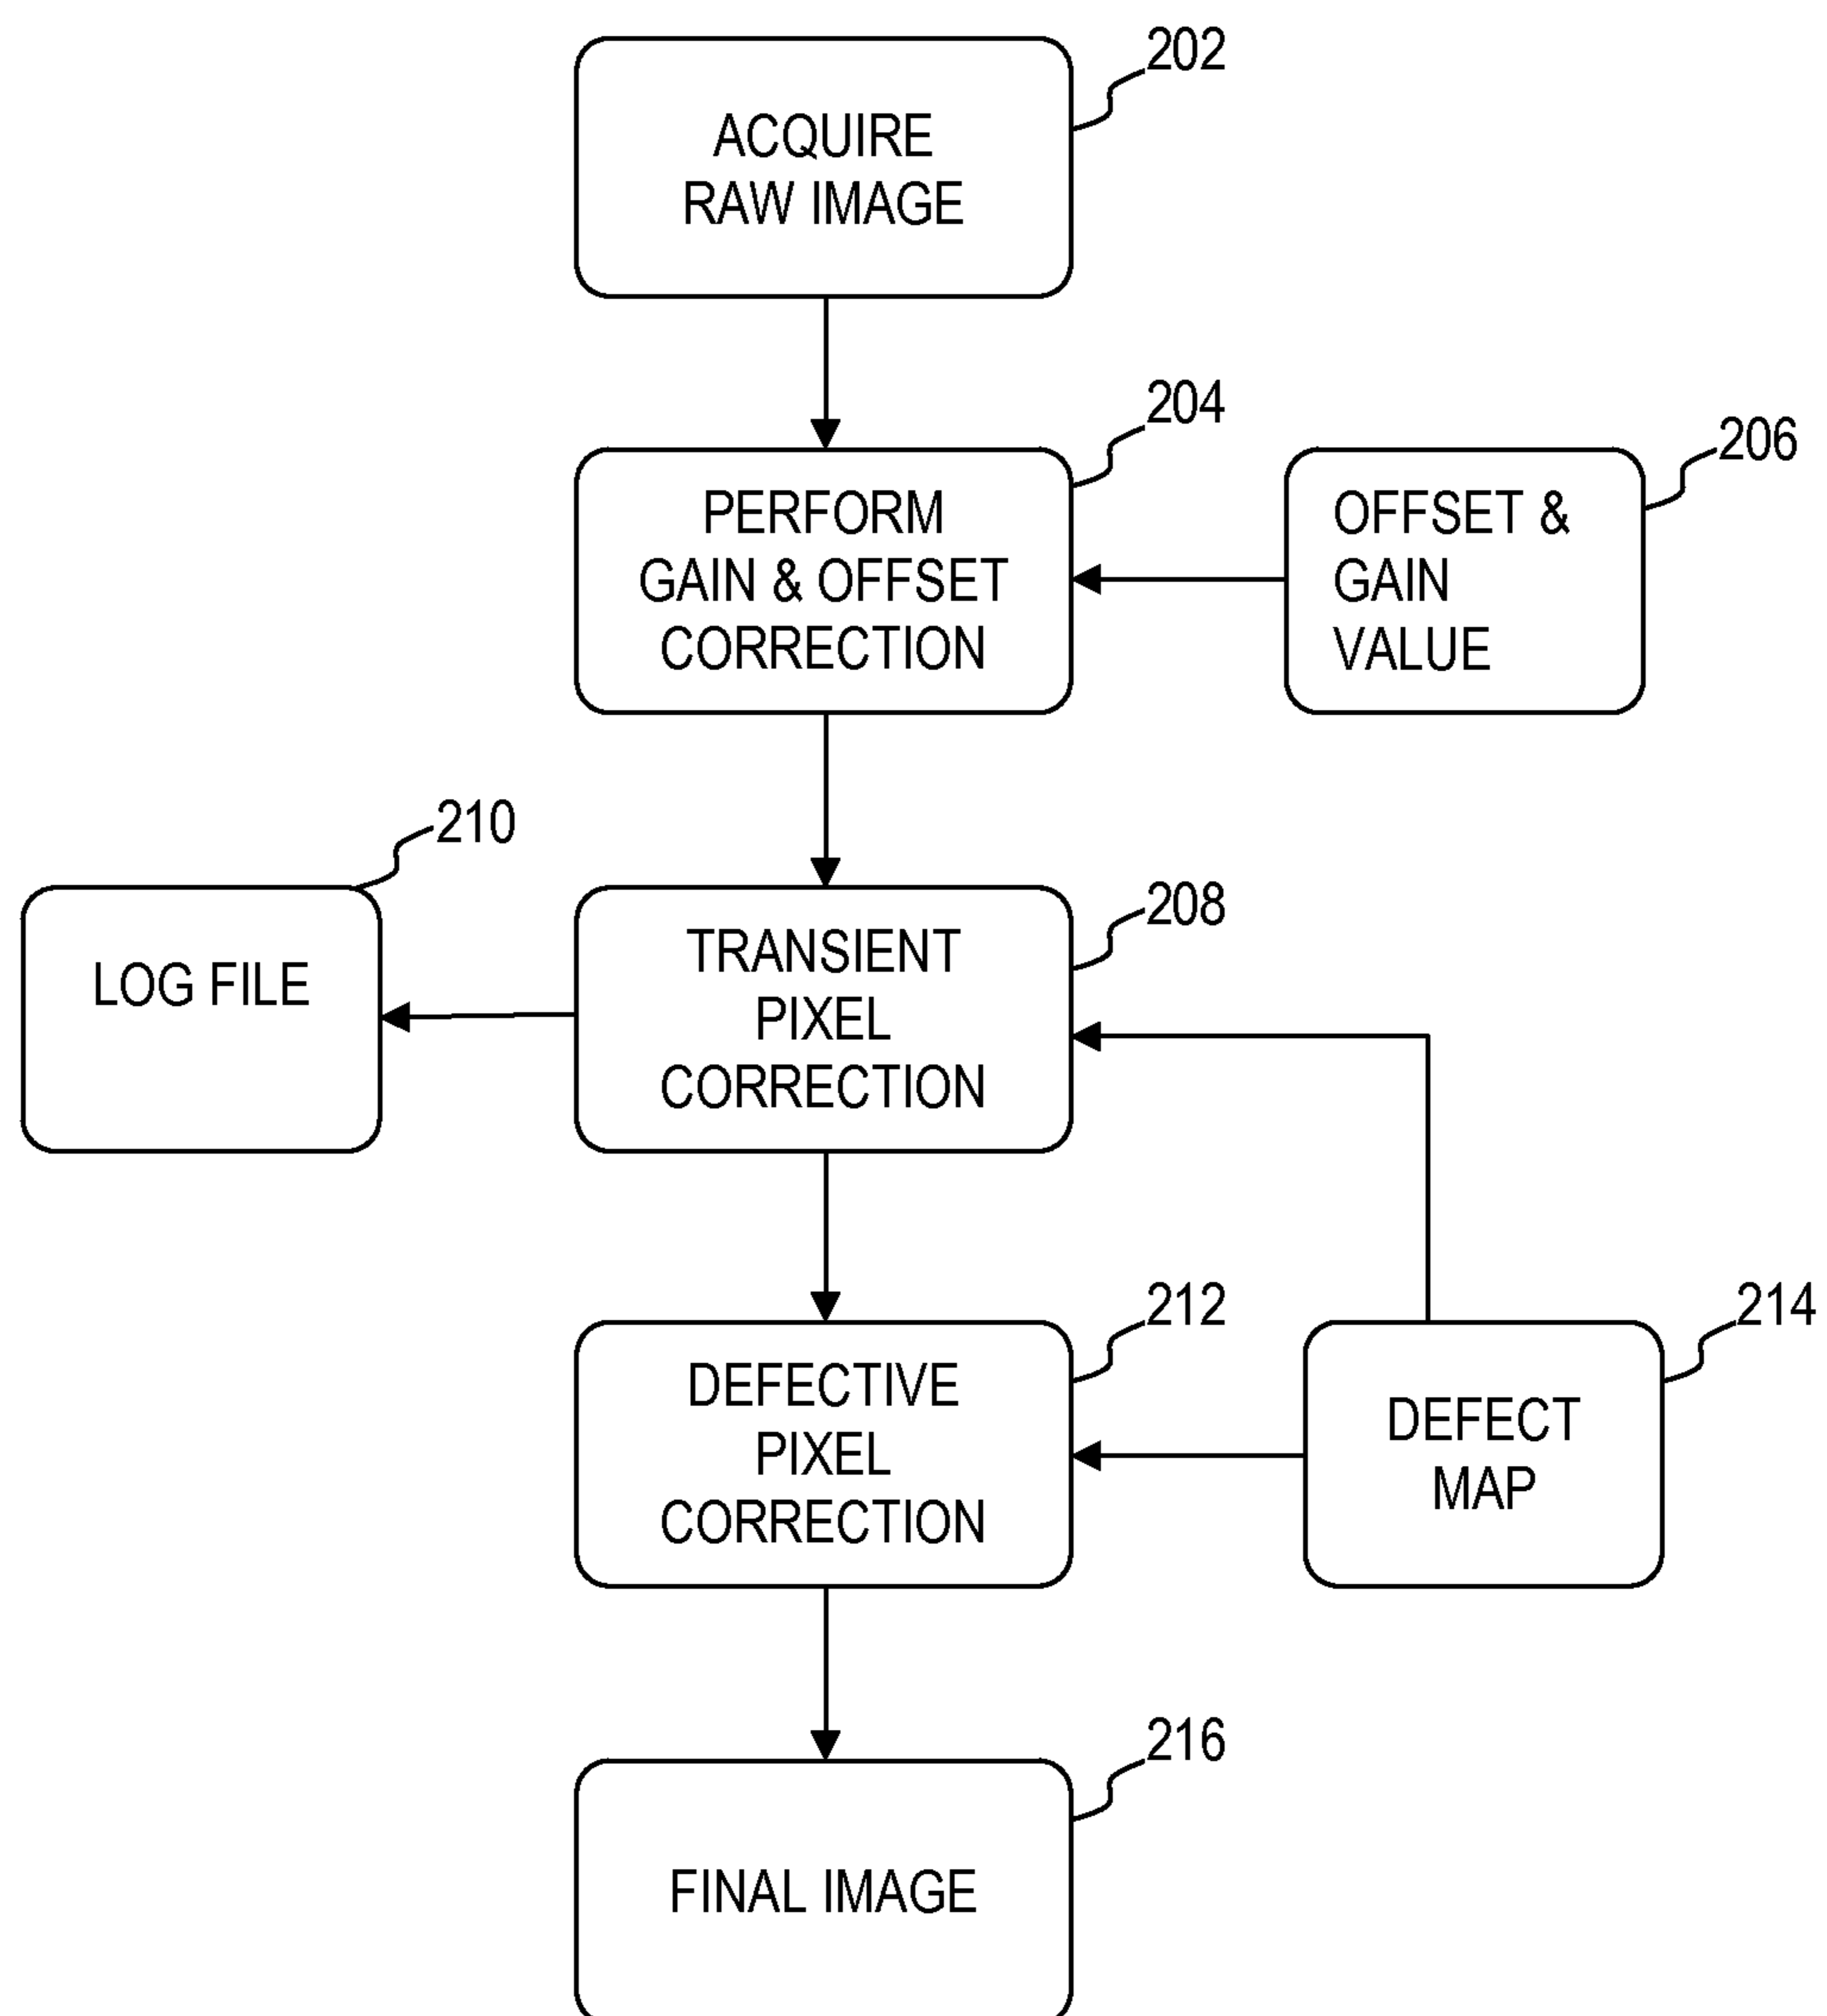 202
ACQUIRE
RAW IMAGE
204
PERFORM
GAIN & OFFSET
CORRECTION
206
OFFSET &
GAIN
VALUE
210
LOG FILE
208
TRANSIENT
PIXEL
CORRECTION
212
DEFECTIVE
PIXEL
CORRECTION
214
DEFECT
MAP
216
FINAL IMAGE